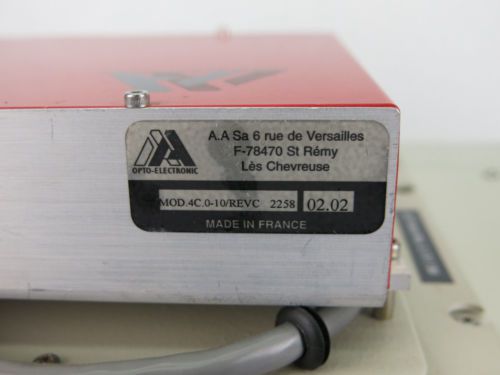 A.A Sa 6 rue de Versailles
F-78470 St Rémy
Lès Chevreuse
OPTO-ELECTRONIC
MOD.4C.0-10/REVC 2258 02.02
MADE IN FRANCE